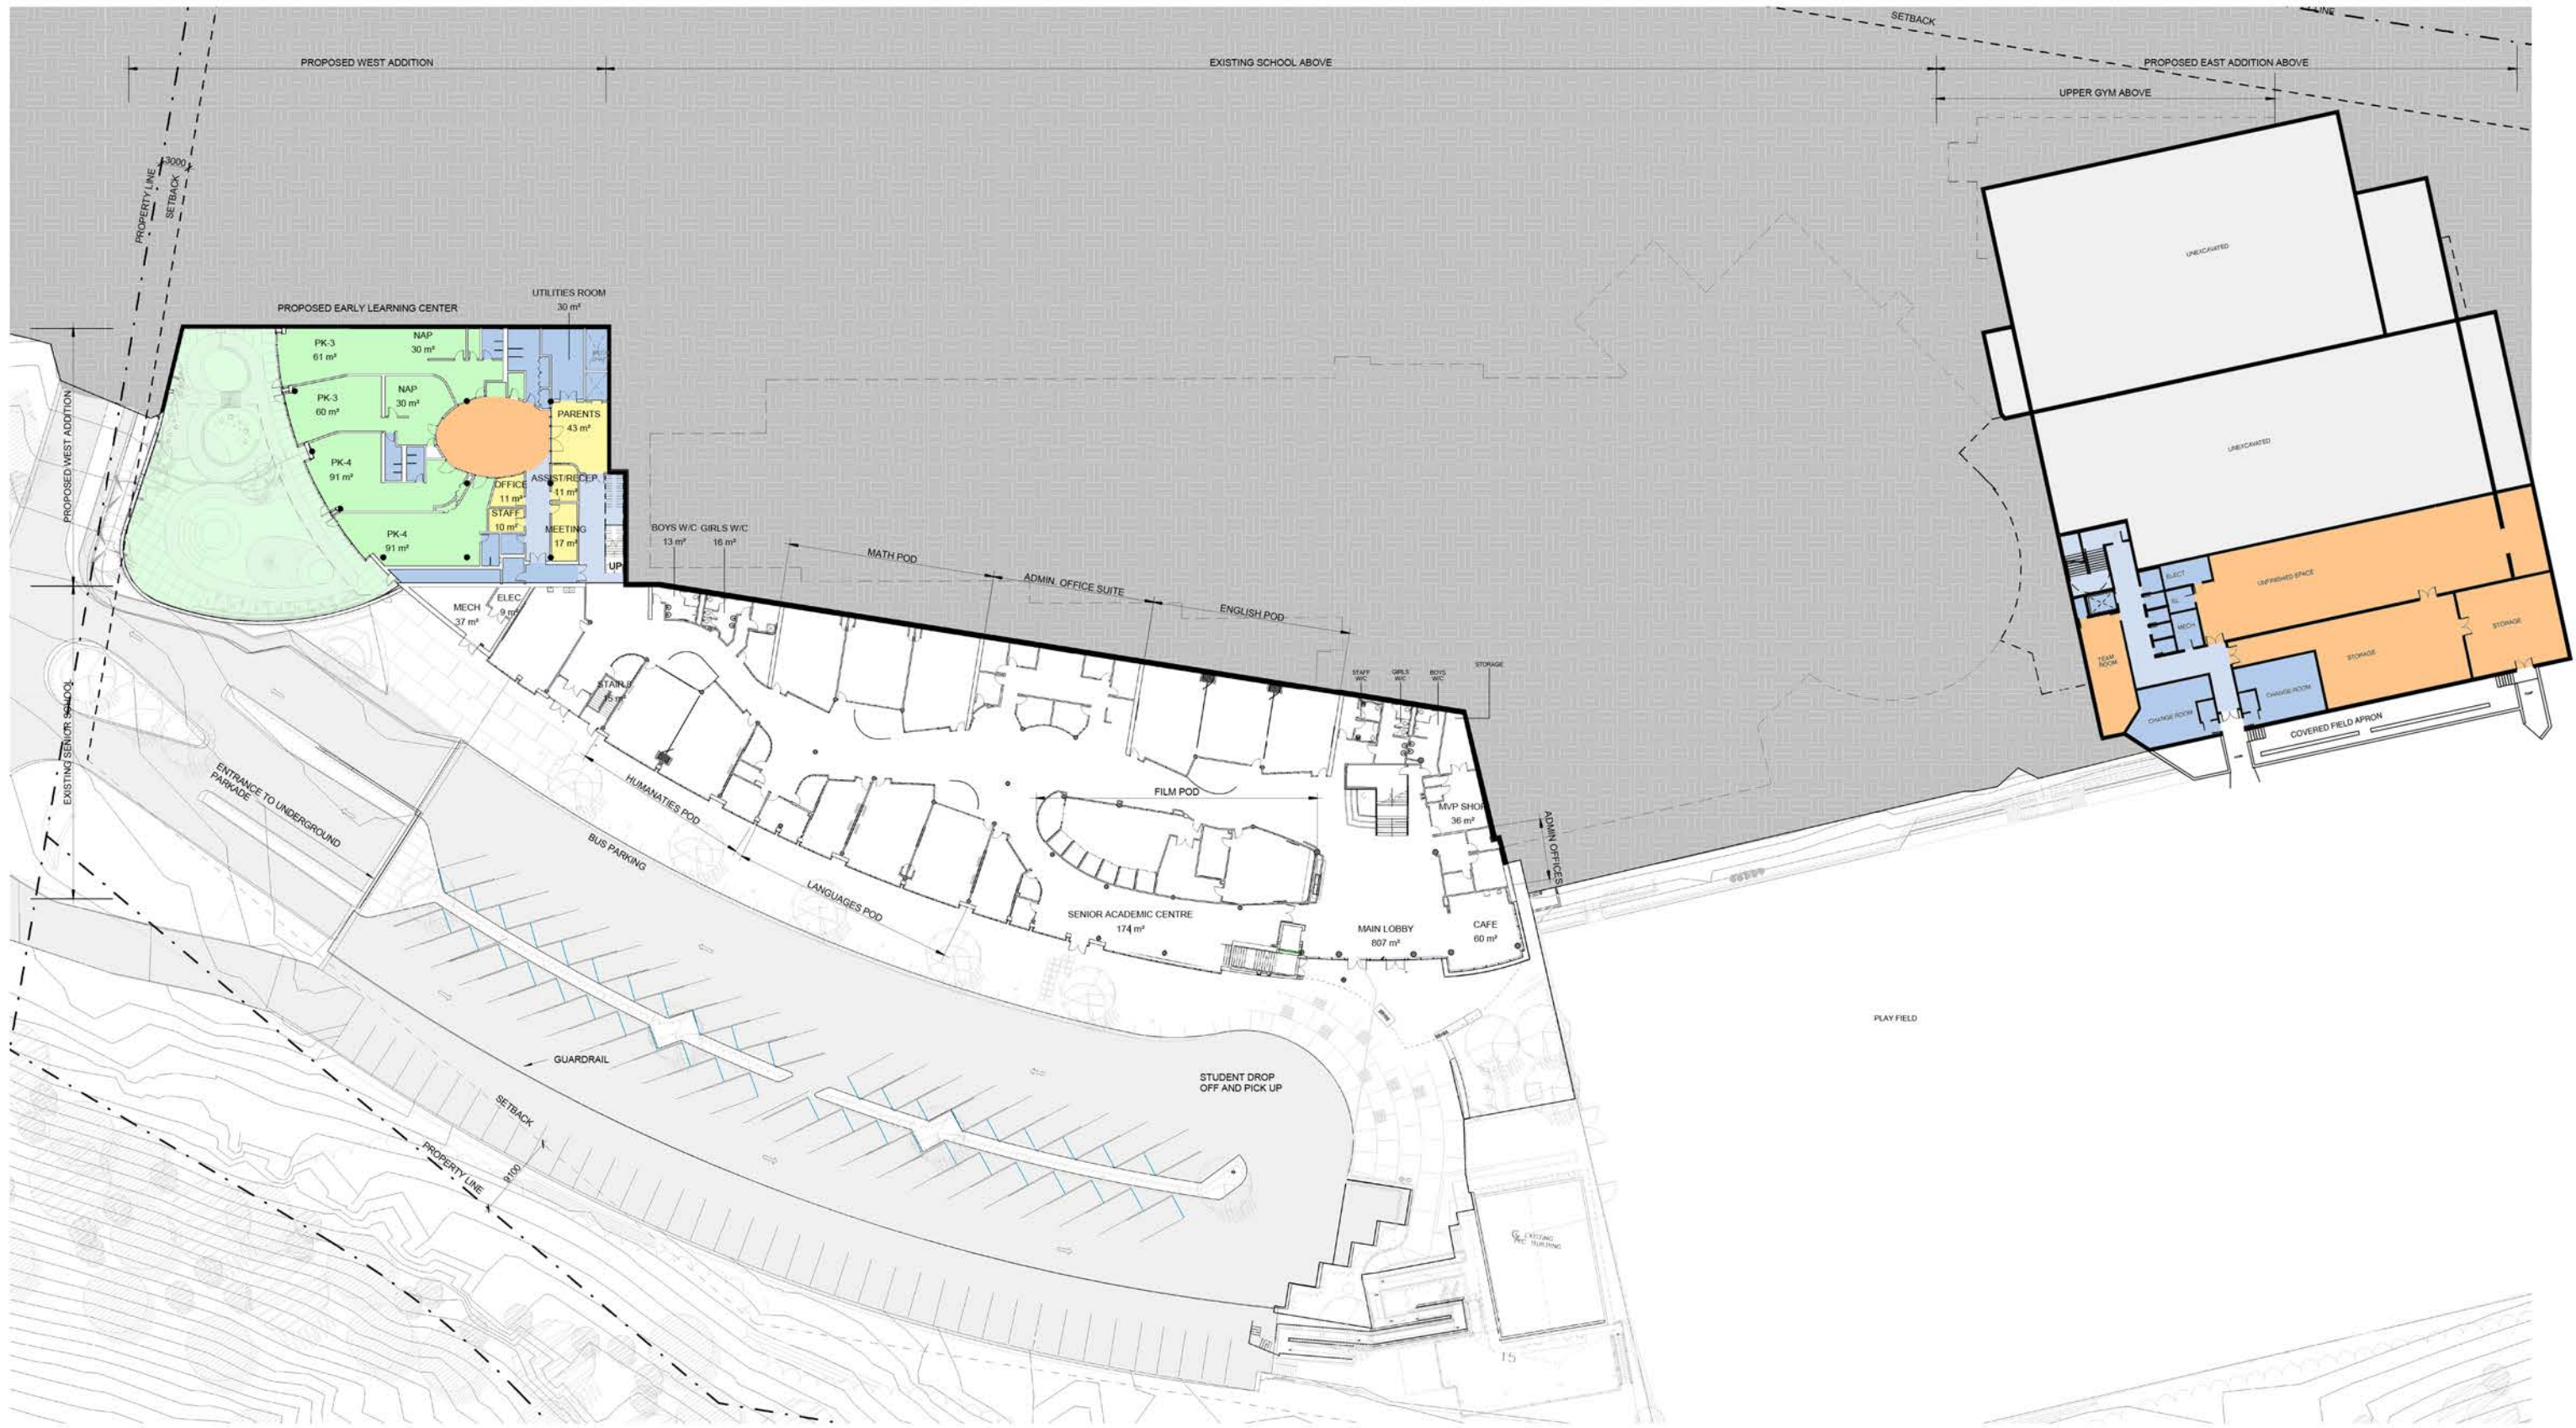 SETBACK
PROPOSED WEST ADDITION
EXISTING SCHOOL ABOVE
PROPOSED EAST ADDITION ABOVE
UPPER GYM ABOVE
3000
PROPERTY LINE
SETBACK
UNEXCAVATED
UTILITIES ROOM
30 m²
PROPOSED EARLY LEARNING CENTER
PK-3
61 m²
NAP
30 m²
PK-3
60 m²
NAP
30 m²
PARENTS
43 m²
PROPOSED WEST ADDITION
UNEXCAVATED
PK-4
91 m²
OFFICE
11 m²
ASSIST/RECEP.
11 m²
STAFF
10 m²
MEETING
17 m²
PK-4
91 m²
UP
BOYS W/C
13 m²
GIRLS W/C
16 m²
MATH POD
ADMIN. OFFICE SUITE
ENGLISH POD
ELECT
UNFINISHED SPACE
MECH
STORAGE
STORAGE
TEAM
ROOM
CHANGE ROOM
CHANGE ROOM
COVERED FIELD APRON
MECH
37 m²
ELEC
9 m²
STAFF
W/C
GIRLS
W/C
BOYS
W/C
STORAGE
EXISTING SENIOR SCHOOL
15 m²
ENTRANCE TO UNDERGROUND
PARKADE
HUMANATIES POD
FILM POD
MVP SHOP
36 m²
ADMIN OFFICES
BUS PARKING
LANGUAGES POD
SENIOR ACADEMIC CENTRE
174 m²
MAIN LOBBY
807 m²
CAFE
60 m²
PLAY FIELD
GUARDRAIL
STUDENT DROP
OFF AND PICK UP
SETBACK
PROPERTY LINE
9100
EXISTING
BUILDING
15